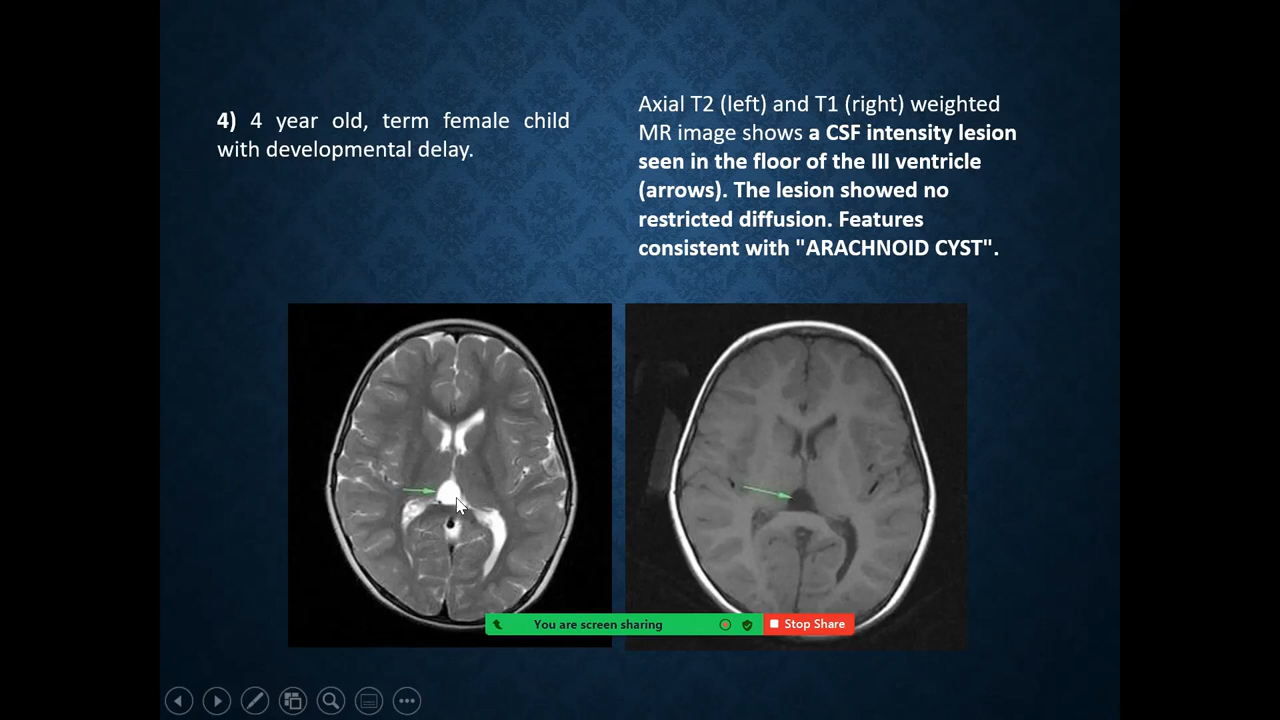 4) 4 year old, term female child
with developmental delay.
Axial T2 (left) and T1 (right) weighted
MR image shows a CSF intensity lesion
seen in the floor of the III ventricle
(arrows). The lesion showed no
restricted diffusion. Features
consistent with "ARACHNOID CYST".
You are screen sharing
Stop Share